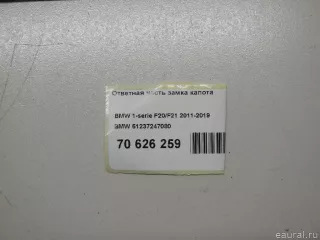 Ответная часть замка капота
BMW 1-serie F20/F21 2011-2019
BMW 51237247080
70 626 259
eaural.ru